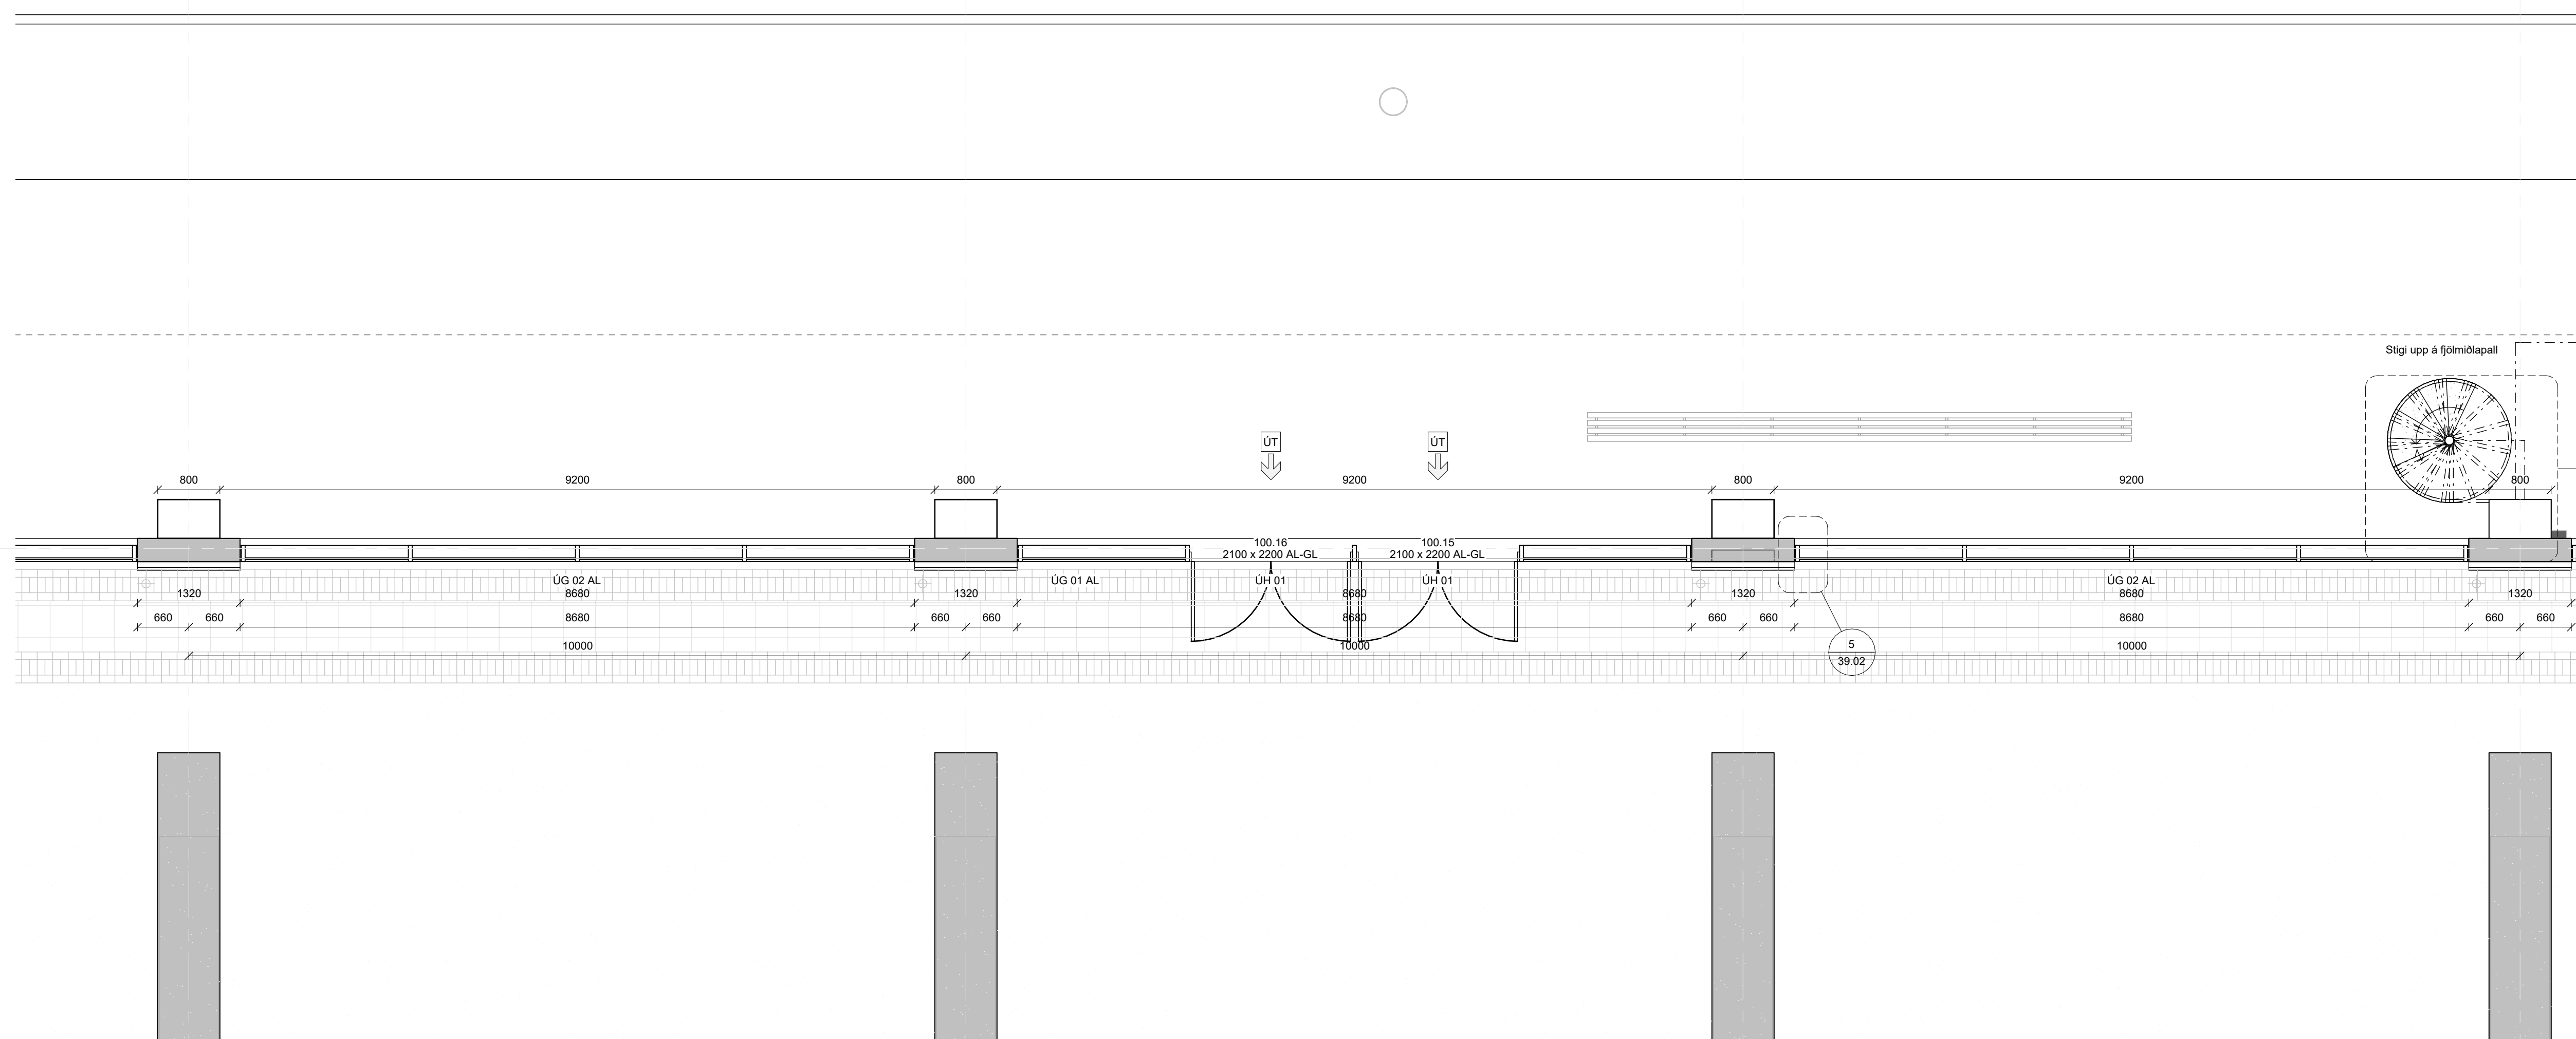 Stigi upp á fjölmiðlapall
ÚT ÚT
800 9200 800 9200 800 9200 800
100.16 100.15
2100 x 2200 AL-GL 2100 x 2200 AL-GL
ÚG 02 AL ÚG 01 AL ÚH 01 ÚH 01 ÚG 02 AL
1320 8680 1320 8680 1320 8680 1320
660 660 8680 660 660 8680 660 660 8680 660 660
10000 10000 10000
5
39.02